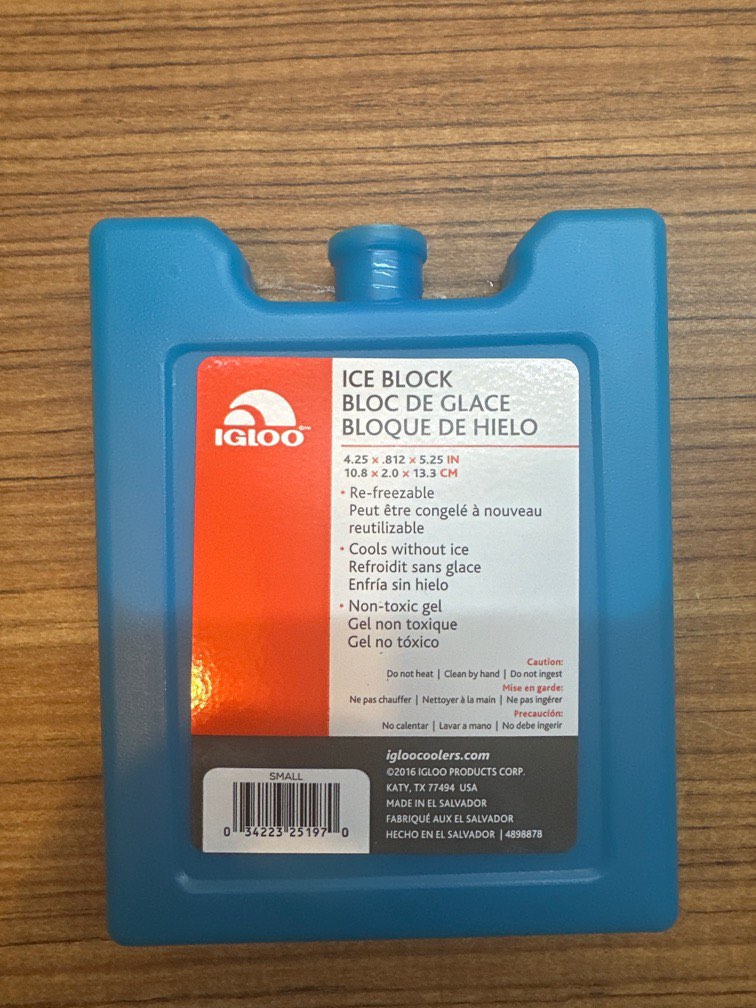 IGLOO
ICE BLOCK
BLOC DE GLACE
BLOQUE DE HIELO
4.25 x .812 x 5.25 IN
10.8 x 2.0 x 13.3 CM
• Re-freezable
Peut être congelé à nouveau
reutilizable
• Cools without ice
Refroidit sans glace
Enfría sin hielo
• Non-toxic gel
Gel non toxique
Gel no tóxico
Caution:
Do not heat | Clean by hand | Do not ingest
Mise en garde:
Ne pas chauffer | Nettoyer à la main | Ne pas ingérer
Precaución:
No calentar | Lavar a mano | No debe ingerir
igloocoolers.com
©2016 IGLOO PRODUCTS CORP.
KATY, TX 77494 USA
MADE IN EL SALVADOR
FABRIQUÉ AUX EL SALVADOR
HECHO EN EL SALVADOR | 4898878
SMALL
0 34223 25197 0